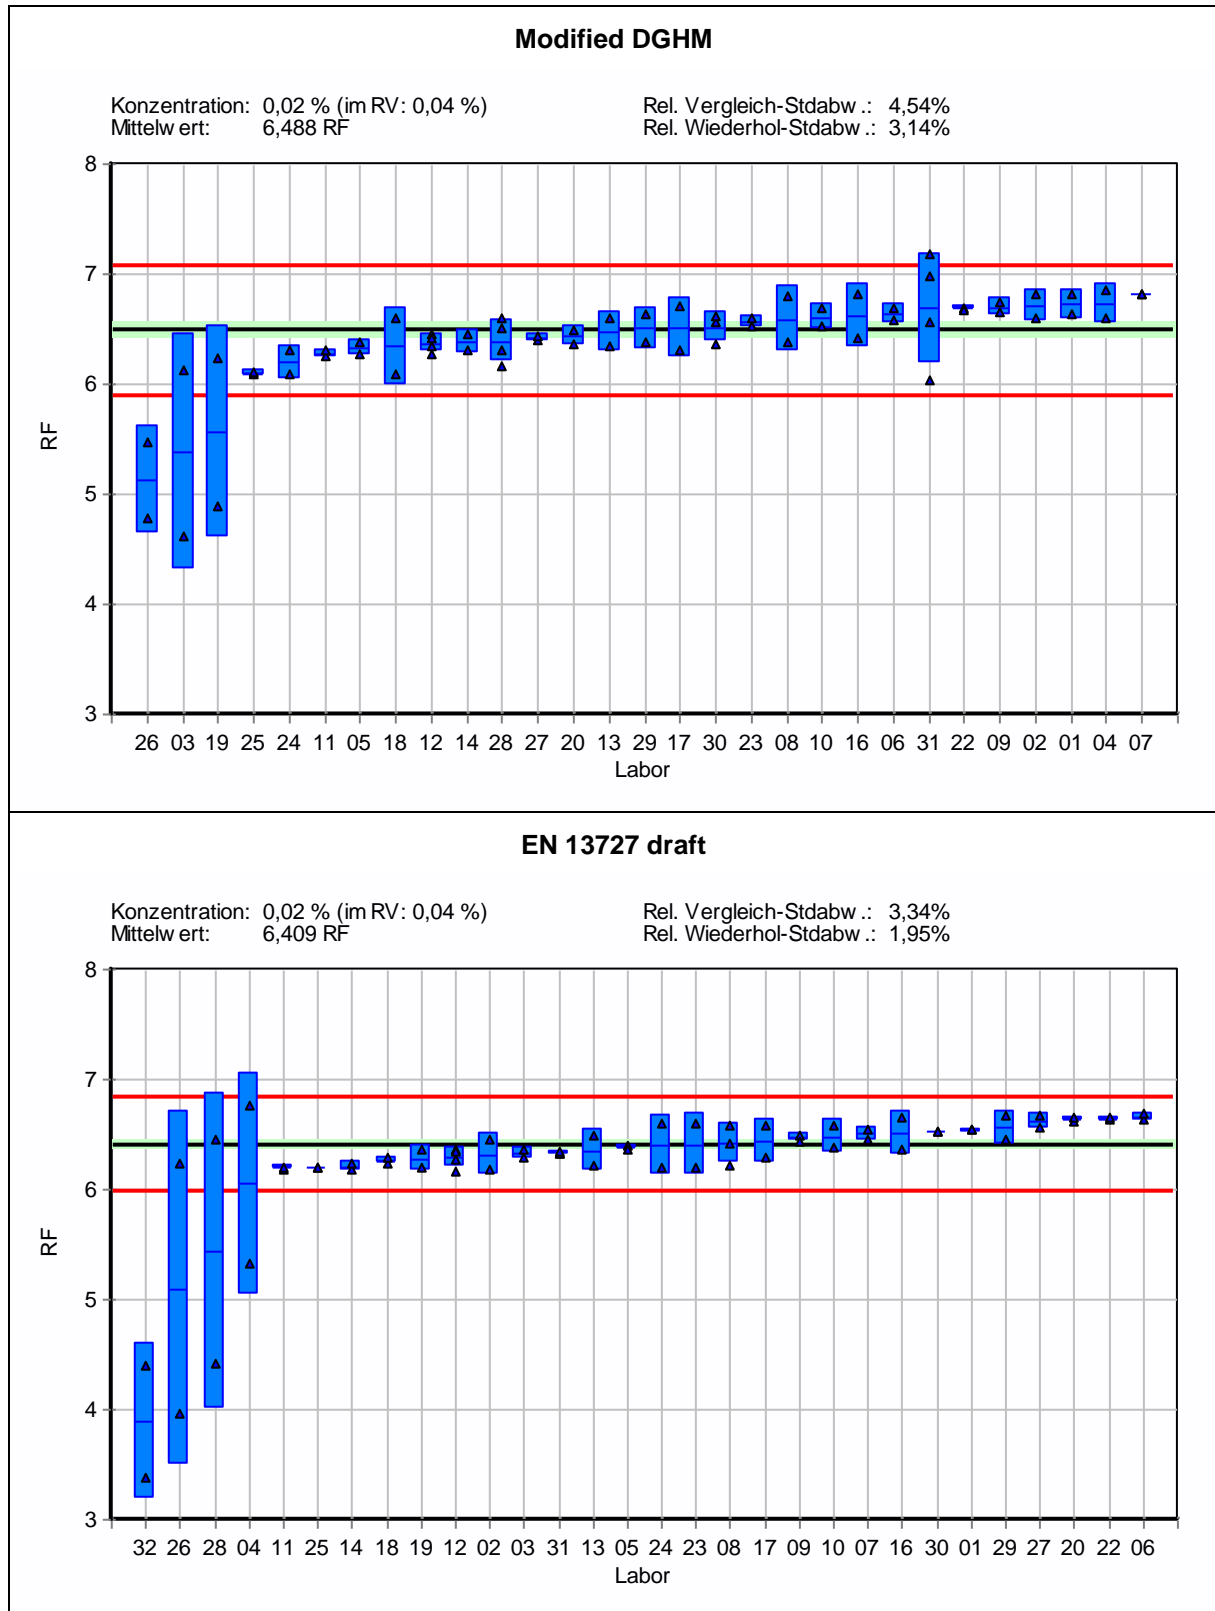 Modified DGHM
Konzentration: 0,02 % (im RV: 0,04 %) Rel. Vergleich-Stdabw.: 4,54%
Mittelwert: 6,488 RF Rel. Wiederhol-Stdabw.: 3,14%
8
7
6
RF
5
4
3
26 03 19 25 24 11 05 18 12 14 28 27 20 13 29 17 30 23 08 10 16 06 31 22 09 02 01 04 07
Labor
EN 13727 draft
Konzentration: 0,02 % (im RV: 0,04 %) Rel. Vergleich-Stdabw.: 3,34%
Mittelwert: 6,409 RF Rel. Wiederhol-Stdabw.: 1,95%
8
7
6
RF
5
4
3
32 26 28 04 11 25 14 18 19 12 02 03 31 13 05 24 23 08 17 09 10 07 16 30 01 29 27 20 22 06
Labor